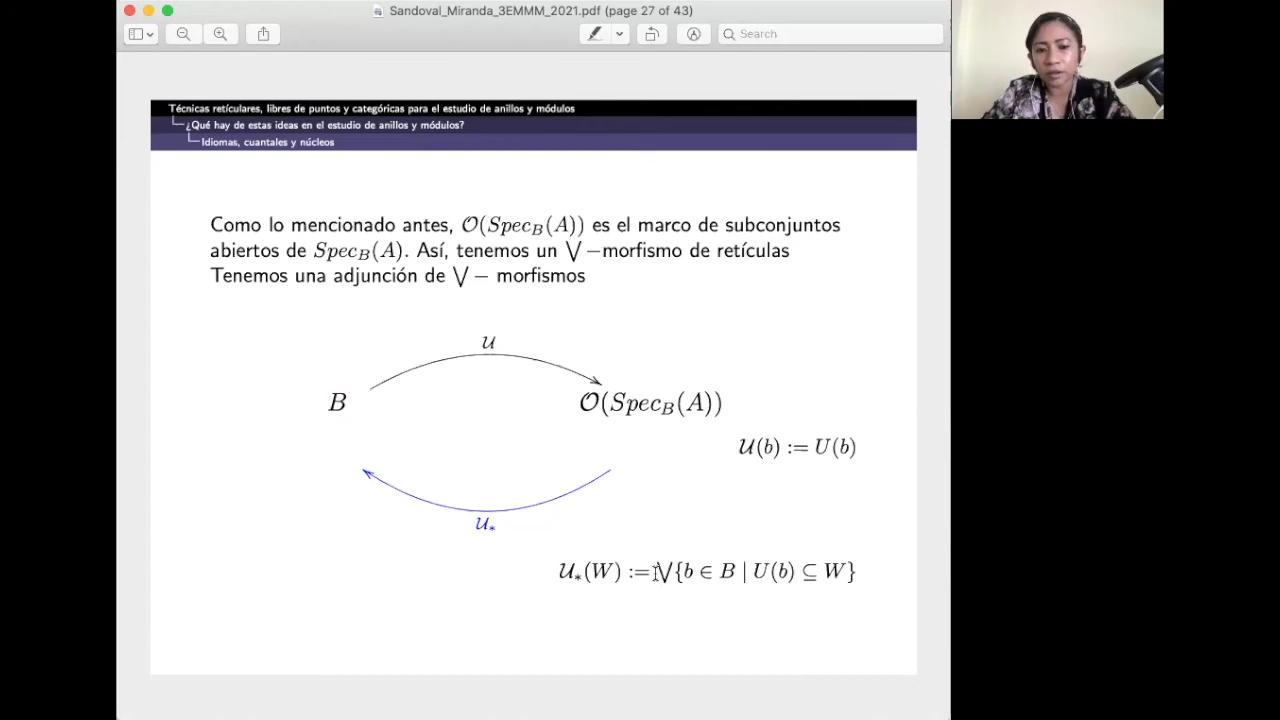 Sandoval_Miranda_3EMMM_2021.pdf (page 27 of 43)
Search
Técnicas retículares, libres de puntos y categóricas para el estudio de anillos y módulos
¿Qué hay de estas ideas en el estudio de anillos y módulos?
Idiomas, cuantales y núcleos
Como lo mencionado antes, 𝒪(Spec_B(A)) es el marco de subconjuntos
abiertos de Spec_B(A). Así, tenemos un ⋁ −morfismo de retículas
Tenemos una adjunción de ⋁ − morfismos
𝒰
B
𝒪(Spec_B(A))
𝒰(b) := U(b)
𝒰_*
𝒰_*(W) := ⋁{b ∈ B | U(b) ⊆ W}